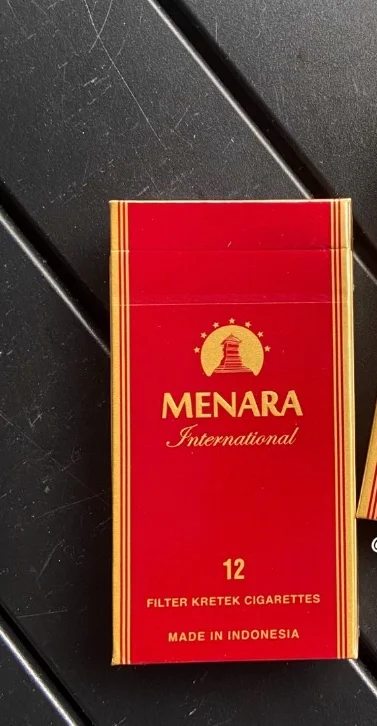 MENARA
International
12
FILTER KRETEK CIGARETTES
MADE IN INDONESIA